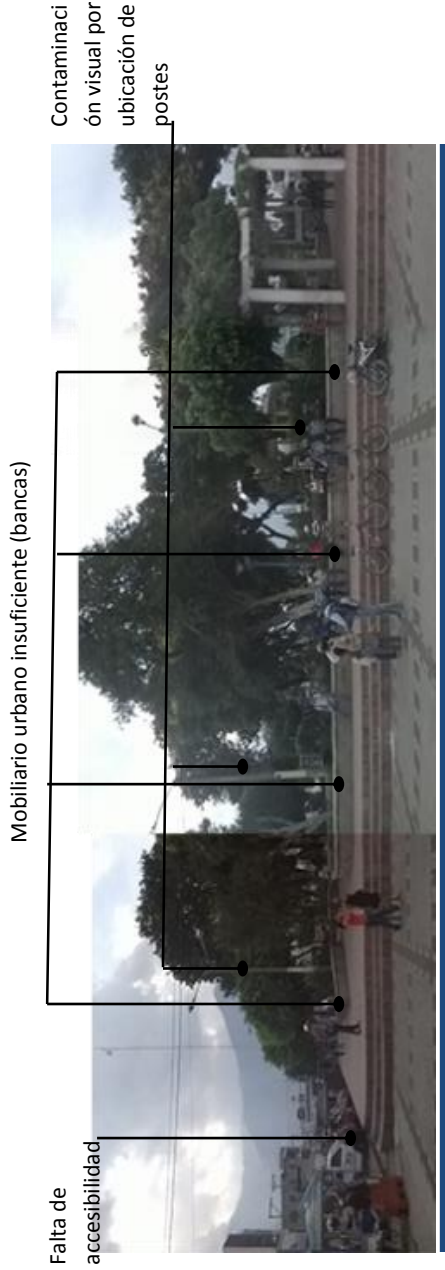 Mobiliario urbano insuficiente (bancas)
Falta de
accesibilidad
Contaminaci
ón visual por
ubicación de
postes